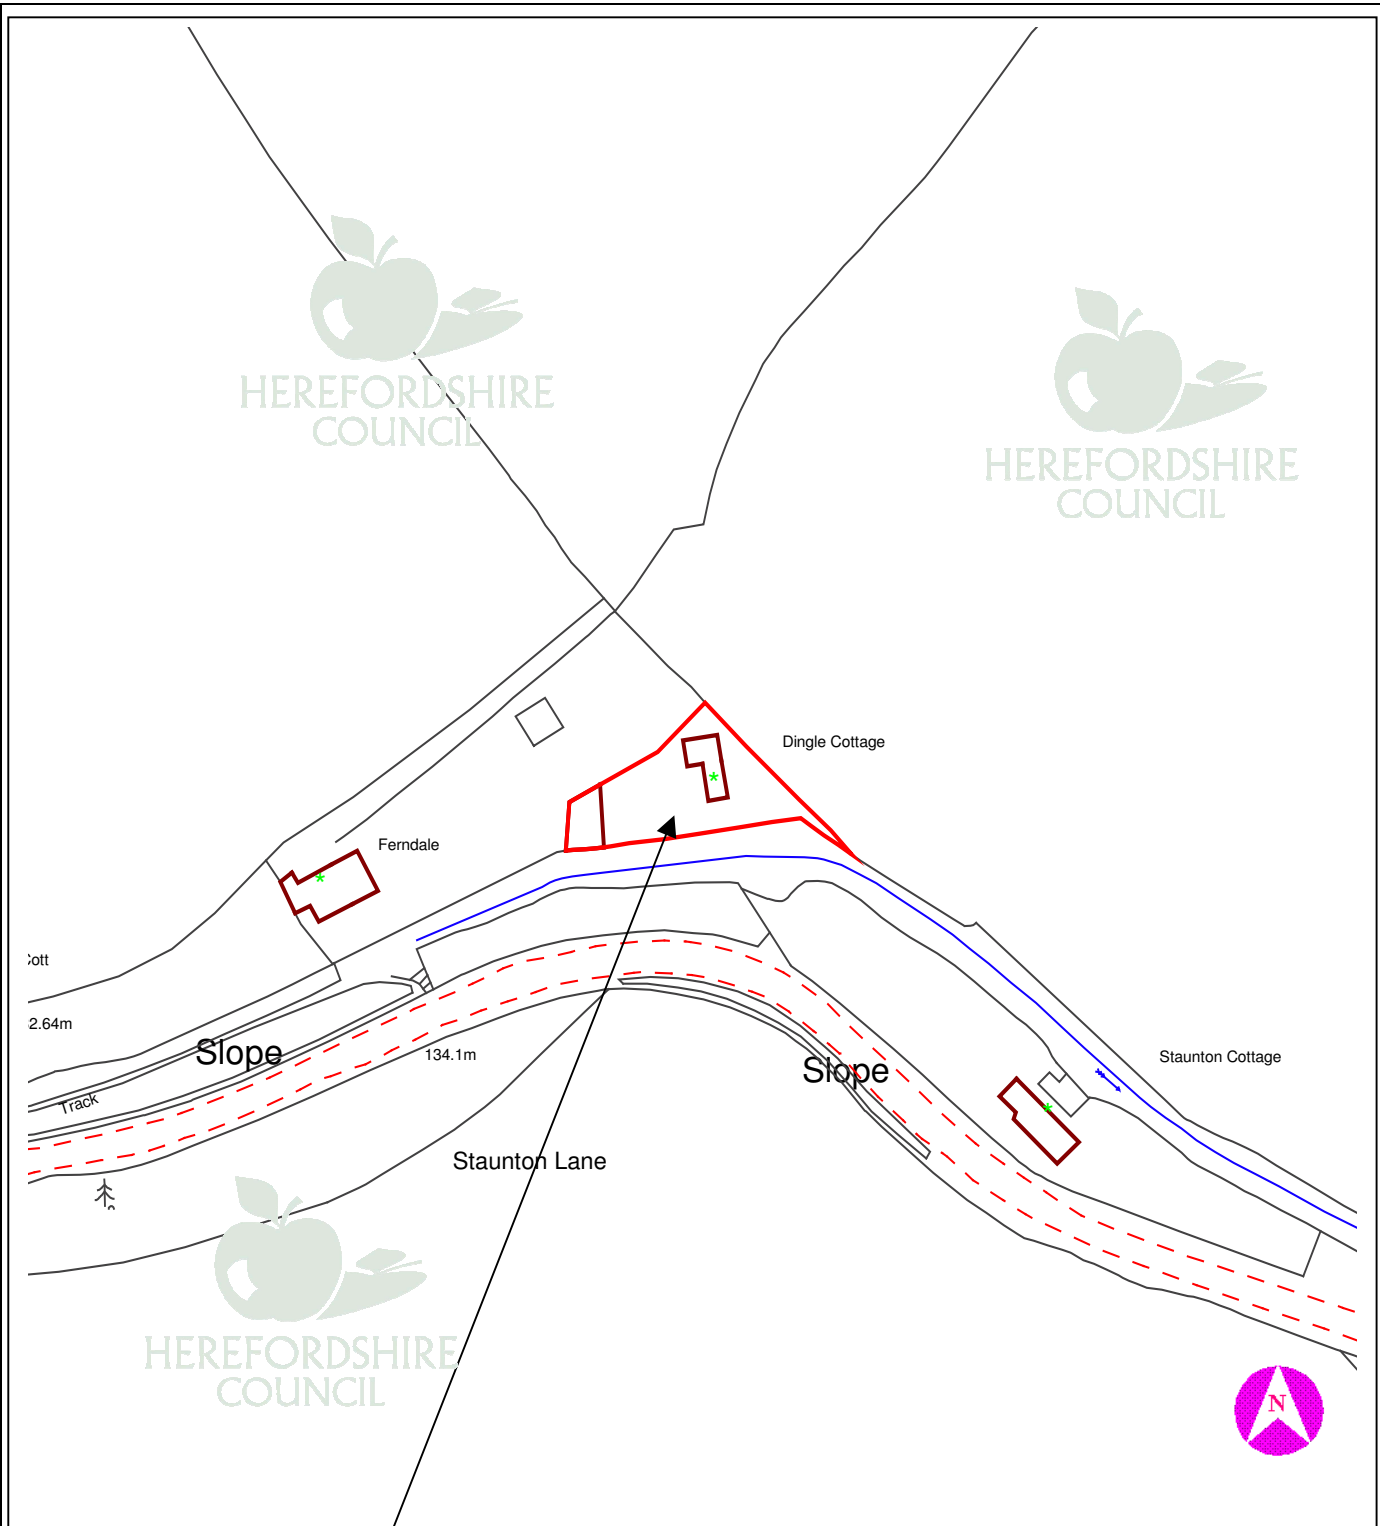 HEREFORDSHIRE
COUNCIL
HEREFORDSHIRE
COUNCIL
Dingle Cottage
Ferndale
Cott
2.64m
Slope
134.1m
Slope
Staunton Cottage
Track
Staunton Lane
HEREFORDSHIRE
COUNCIL
N